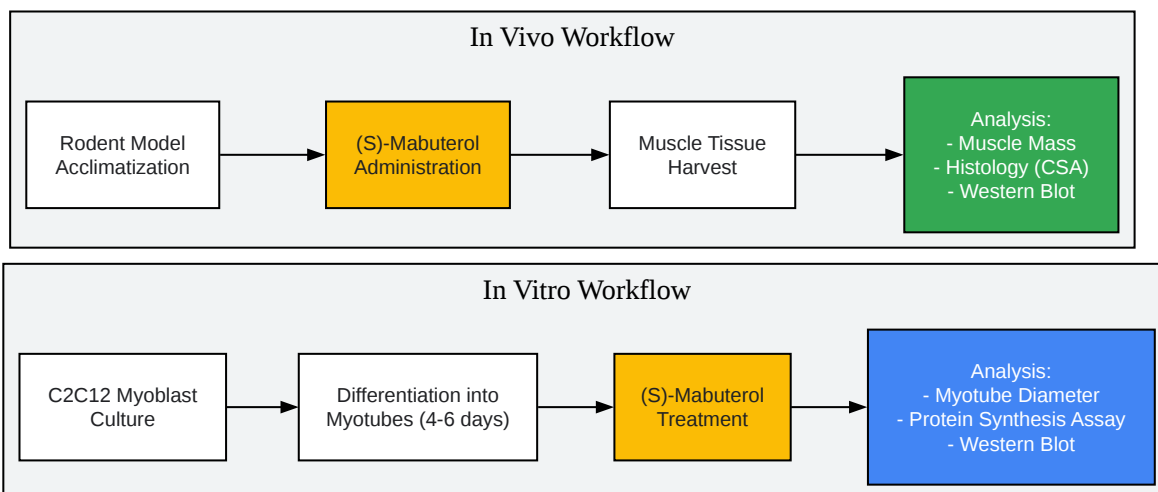 In Vivo Workflow
Rodent Model
Acclimatization
(S)-Mabuterol
Administration
Muscle Tissue
Harvest
Analysis:
- Muscle Mass
- Histology (CSA)
- Western Blot
In Vitro Workflow
C2C12 Myoblast
Culture
Differentiation into
Myotubes (4-6 days)
(S)-Mabuterol
Treatment
Analysis:
- Myotube Diameter
- Protein Synthesis Assay
- Western Blot